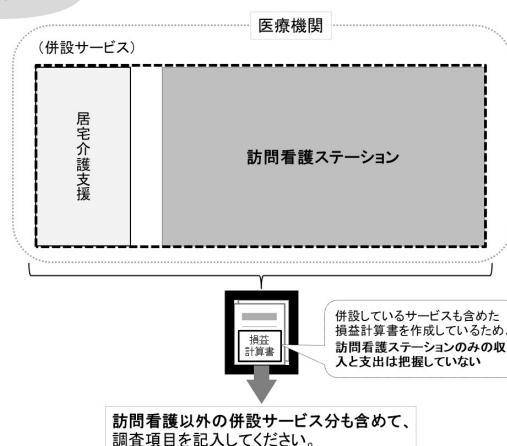 医療機関
（併設サービス）
居宅介護支援
訪問看護ステーション
損益
計算書
併設しているサービスも含めた
損益計算書を作成しているため、
訪問看護ステーションのみの収
入と支出は把握していない
訪問看護以外の併設サービス分も含めて、
調査項目を記入してください。